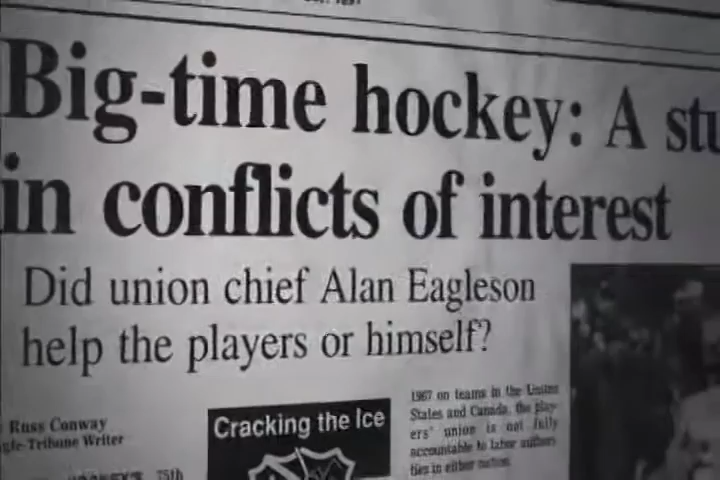 Big-time hockey: A stu
in conflicts of interest
Did union chief Alan Eagleson
help the players or himself?
Russ Conway
gle-Tribune Writer
Cracking the Ice
1967 on teams in the United
States and Canada, the play-
ers' union is not fully
accountable to labor authori-
ties in either nation.
75th